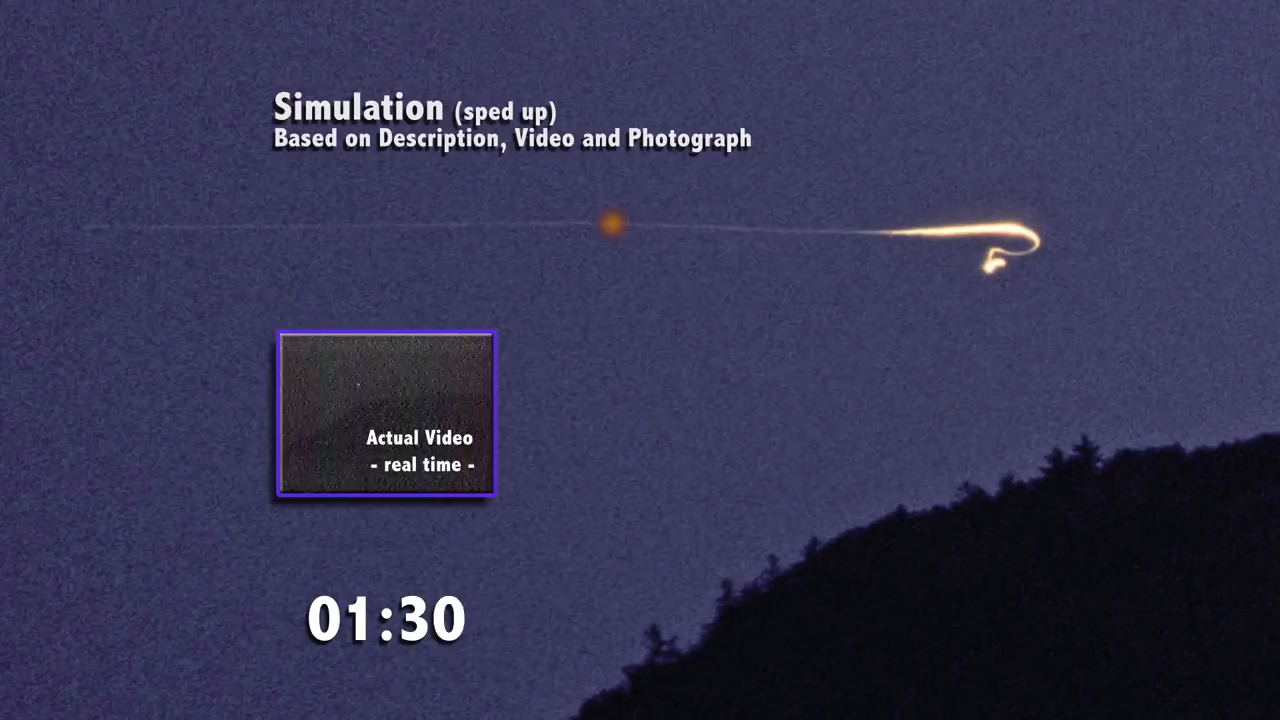 Simulation (sped up)
Based on Description, Video and Photograph
Actual Video
- real time -
01:30